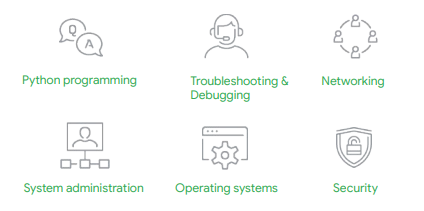 Q
A
Python programming
Troubleshooting &
Debugging
Networking
System administration
Operating systems
Security